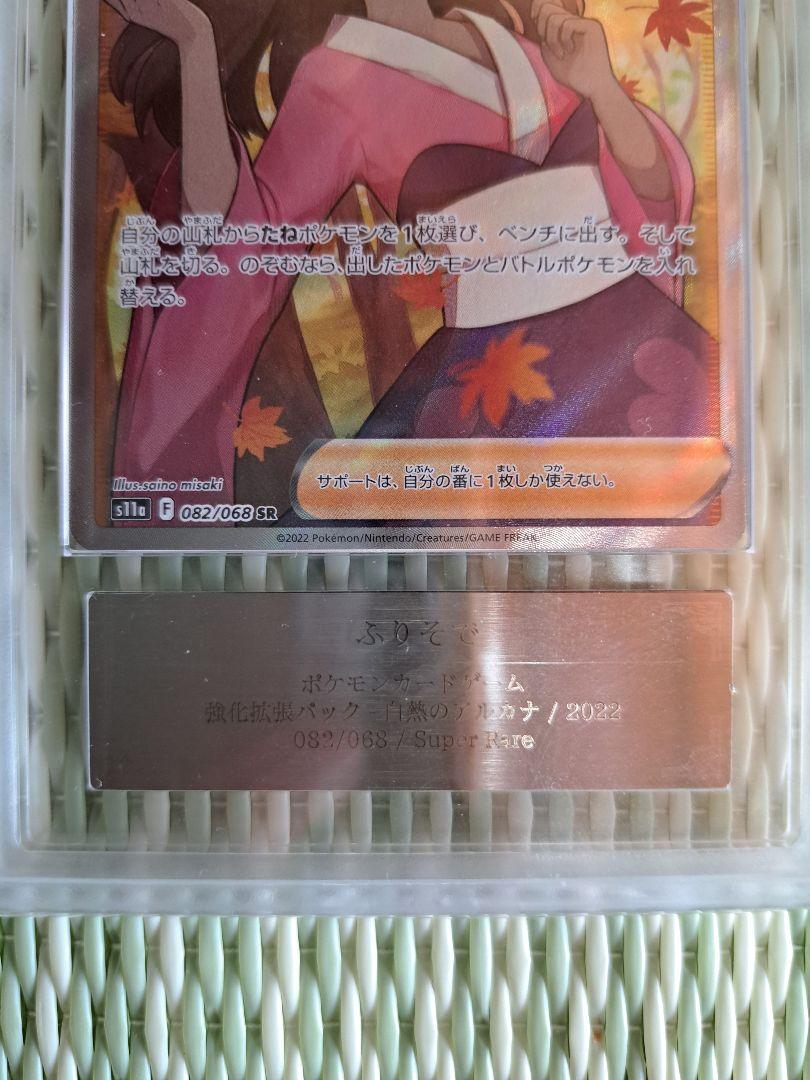 自分の山札からたねポケモンを1枚選び、ベンチに出す。そして
山札を切る。のぞむなら、出したポケモンとバトルポケモンを入れ
替える。
サポートは、自分の番に1枚しか使えない。
Illus.saino misaki
s11a F 082/068 SR
©2022 Pokémon/Nintendo/Creatures/GAME FREAK
ふりそで
ポケモンカードゲーム
強化拡張パック 白熱のアルカナ / 2022
082/068 / Super Rare